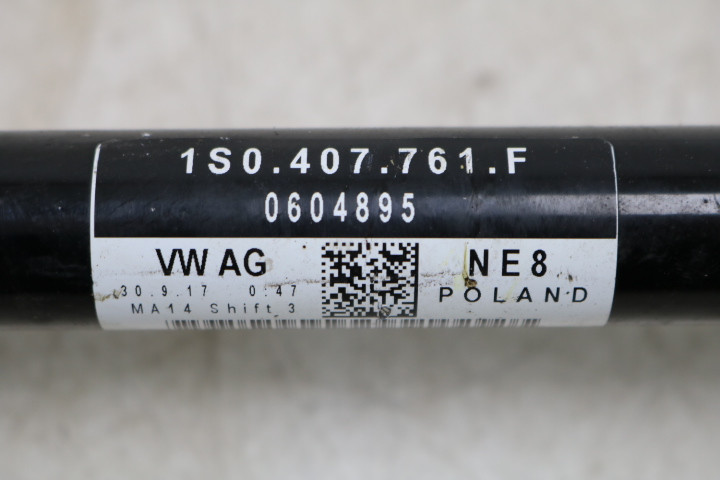 1S0.407.761.F
0604895
VW AG NE8
30.9.17 0:47 POLAND
MA14 Shift 3